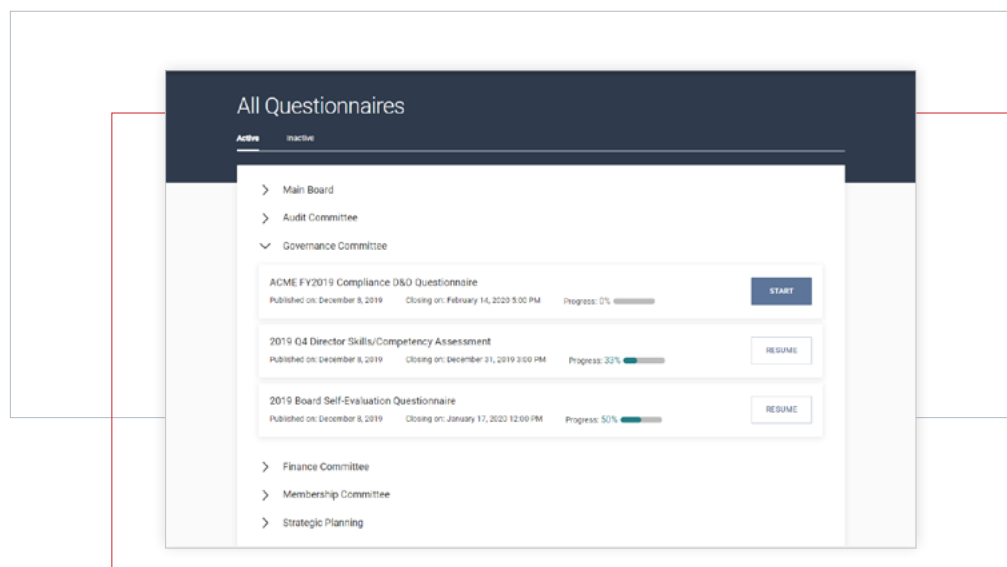 All Questionnaires
Active Inactive
Main Board
Audit Committee
Governance Committee
ACME FY2019 Compliance D&O Questionnaire
Published on: December 8, 2019 Closing on: February 14, 2020 5:00 PM Progress: 0%
START
2019 Q4 Director Skills/Competency Assessment
Published on: December 8, 2019 Closing on: December 31, 2019 3:00 PM Progress: 33%
RESUME
2019 Board Self-Evaluation Questionnaire
Published on: December 8, 2019 Closing on: January 17, 2020 12:00 PM Progress: 50%
RESUME
Finance Committee
Membership Committee
Strategic Planning